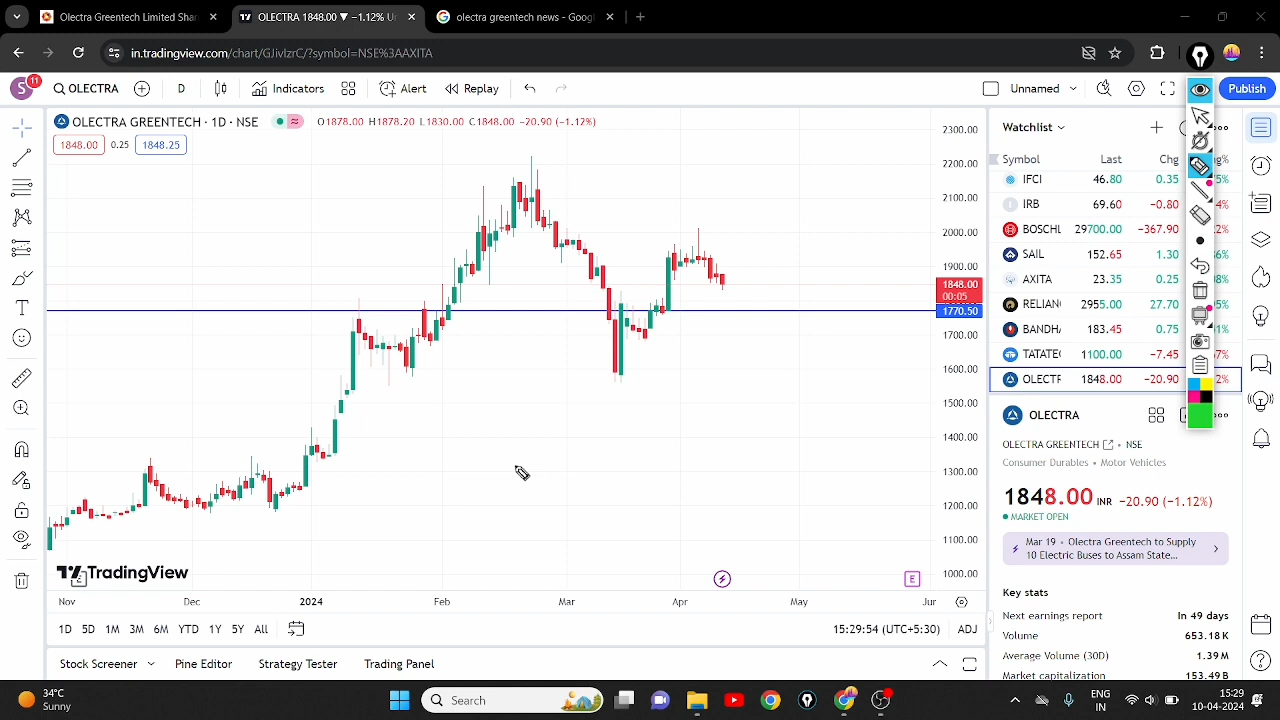 Olectra Greentech Limited Shar
OLECTRA 1848.00 ▼ −1.12% U
olectra greentech news - Googl
in.tradingview.com/chart/GJivIzrC/?symbol=NSE%3AAXITA
S 11 OLECTRA D Indicators Alert Replay Unnamed Publish
OLECTRA GREENTECH · 1D · NSE O1878.00 H1878.20 L1830.00 C1848.00 −20.90 (−1.12%)
1848.00 0.25 1848.25
2300.00
2200.00
2100.00
2000.00
1900.00
1848.00
00:05
1770.50
1700.00
1600.00
1500.00
1400.00
1300.00
1200.00
1100.00
1000.00
TradingView
E
E
Nov Dec 2024 Feb Mar Apr May Jun
1D 5D 1M 3M 6M YTD 1Y 5Y All 15:29:54 (UTC+5:30) ADJ
Stock Screener Pine Editor Strategy Tester Trading Panel
Watchlist
Symbol Last Chg
IFCI 46.80 0.35
IRB 69.60 −0.80
BOSCHL 29700.00 −367.90
SAIL 152.65 1.30
AXITA 23.35 0.25
RELIAN 2955.00 27.70
BANDHA 183.45 0.75
TATATEC 1100.00 −7.45
OLECTR 1848.00 −20.90
OLECTRA
OLECTRA GREENTECH NSE
Consumer Durables • Motor Vehicles
1848.00 INR −20.90 (−1.12%)
MARKET OPEN
Mar 19 • Olectra Greentech to Supply
10 Electric Buses to Assam State...
Key stats
Next earnings report In 49 days
Volume 653.18 K
Average Volume (30D) 1.39 M
Market capitalization 153.49 B
34°C
Sunny
Search
ENG
IN
15:29
10-04-2024